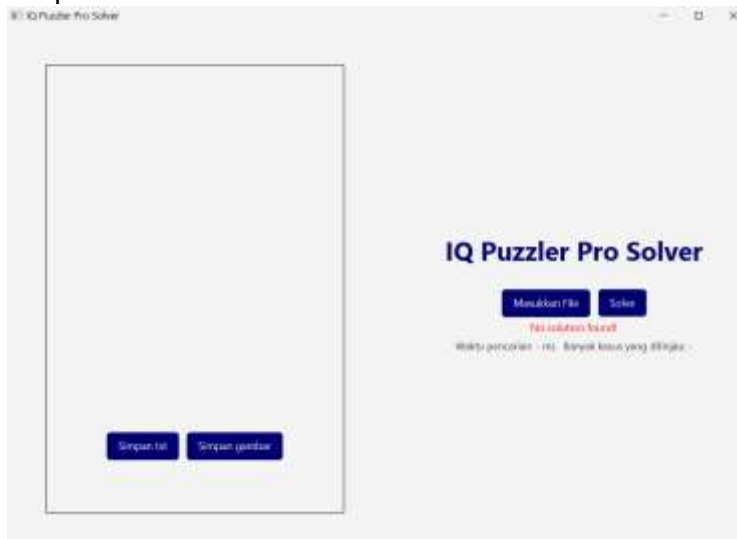 IQ Puzzler Pro Solver
IQ Puzzler Pro Solver
Masukkan File Solve
No solution found!
Waktu pencarian - ms. Banyak kasus yang ditinjau -
Simpan txt Simpan gambar